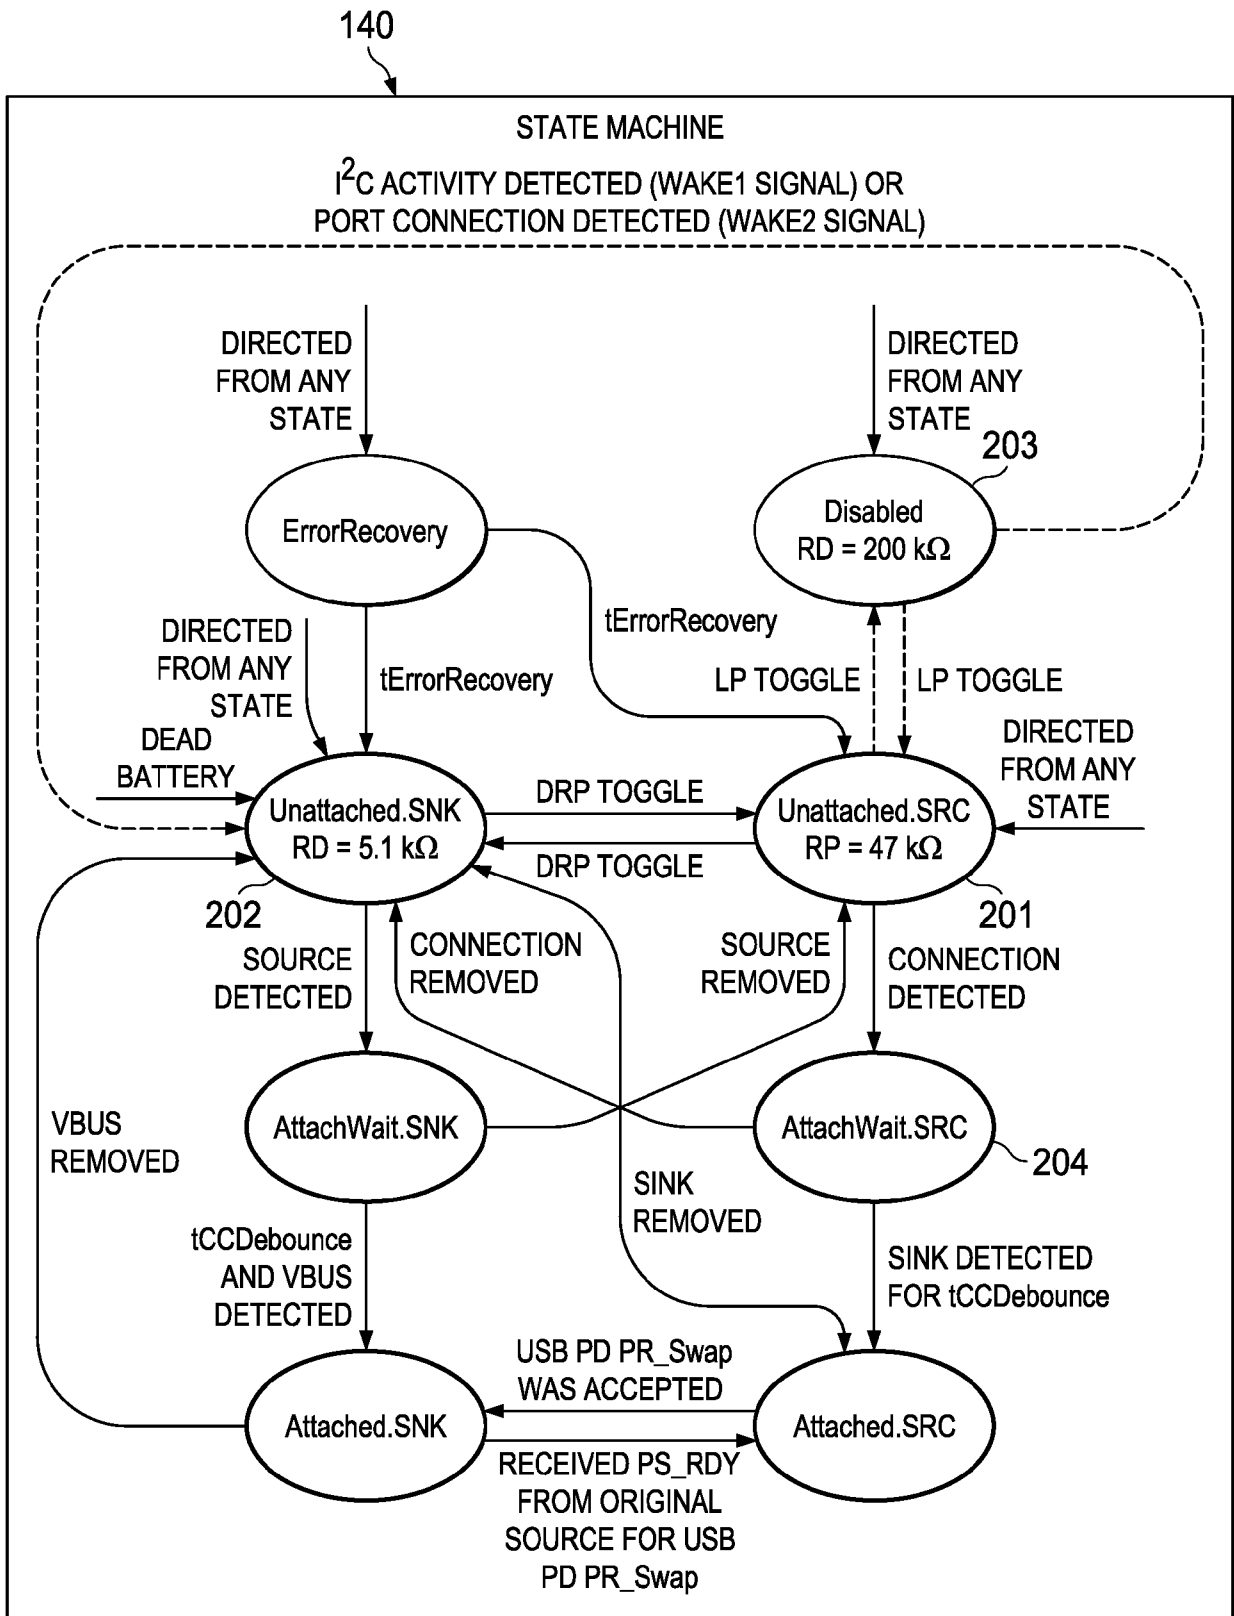 140
STATE MACHINE
I²C ACTIVITY DETECTED (WAKE1 SIGNAL) OR
PORT CONNECTION DETECTED (WAKE2 SIGNAL)
DIRECTED
FROM ANY
STATE
DIRECTED
FROM ANY
STATE
203
ErrorRecovery
Disabled
RD = 200 kΩ
tErrorRecovery
DIRECTED
FROM ANY
STATE
tErrorRecovery
LP TOGGLE
LP TOGGLE
DEAD
BATTERY
DIRECTED
FROM ANY
STATE
Unattached.SNK
RD = 5.1 kΩ
DRP TOGGLE
DRP TOGGLE
Unattached.SRC
RP = 47 kΩ
202
201
SOURCE
DETECTED
CONNECTION
REMOVED
SOURCE
REMOVED
CONNECTION
DETECTED
VBUS
REMOVED
AttachWait.SNK
AttachWait.SRC
204
SINK
REMOVED
tCCDebounce
AND VBUS
DETECTED
SINK DETECTED
FOR tCCDebounce
USB PD PR_Swap
WAS ACCEPTED
Attached.SNK
Attached.SRC
RECEIVED PS_RDY
FROM ORIGINAL
SOURCE FOR USB
PD PR_Swap